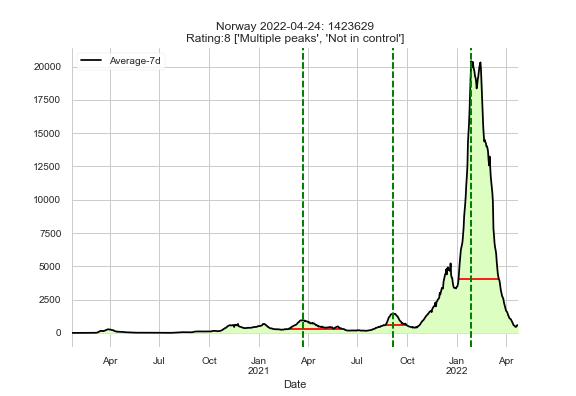 Norway 2022-04-24: 1423629
Rating:8 ['Multiple peaks', 'Not in control']
Average-7d
20000
17500
15000
12500
10000
7500
5000
2500
0
Apr Jul Oct Jan Apr Jul Oct Jan Apr
2021 2022
Date